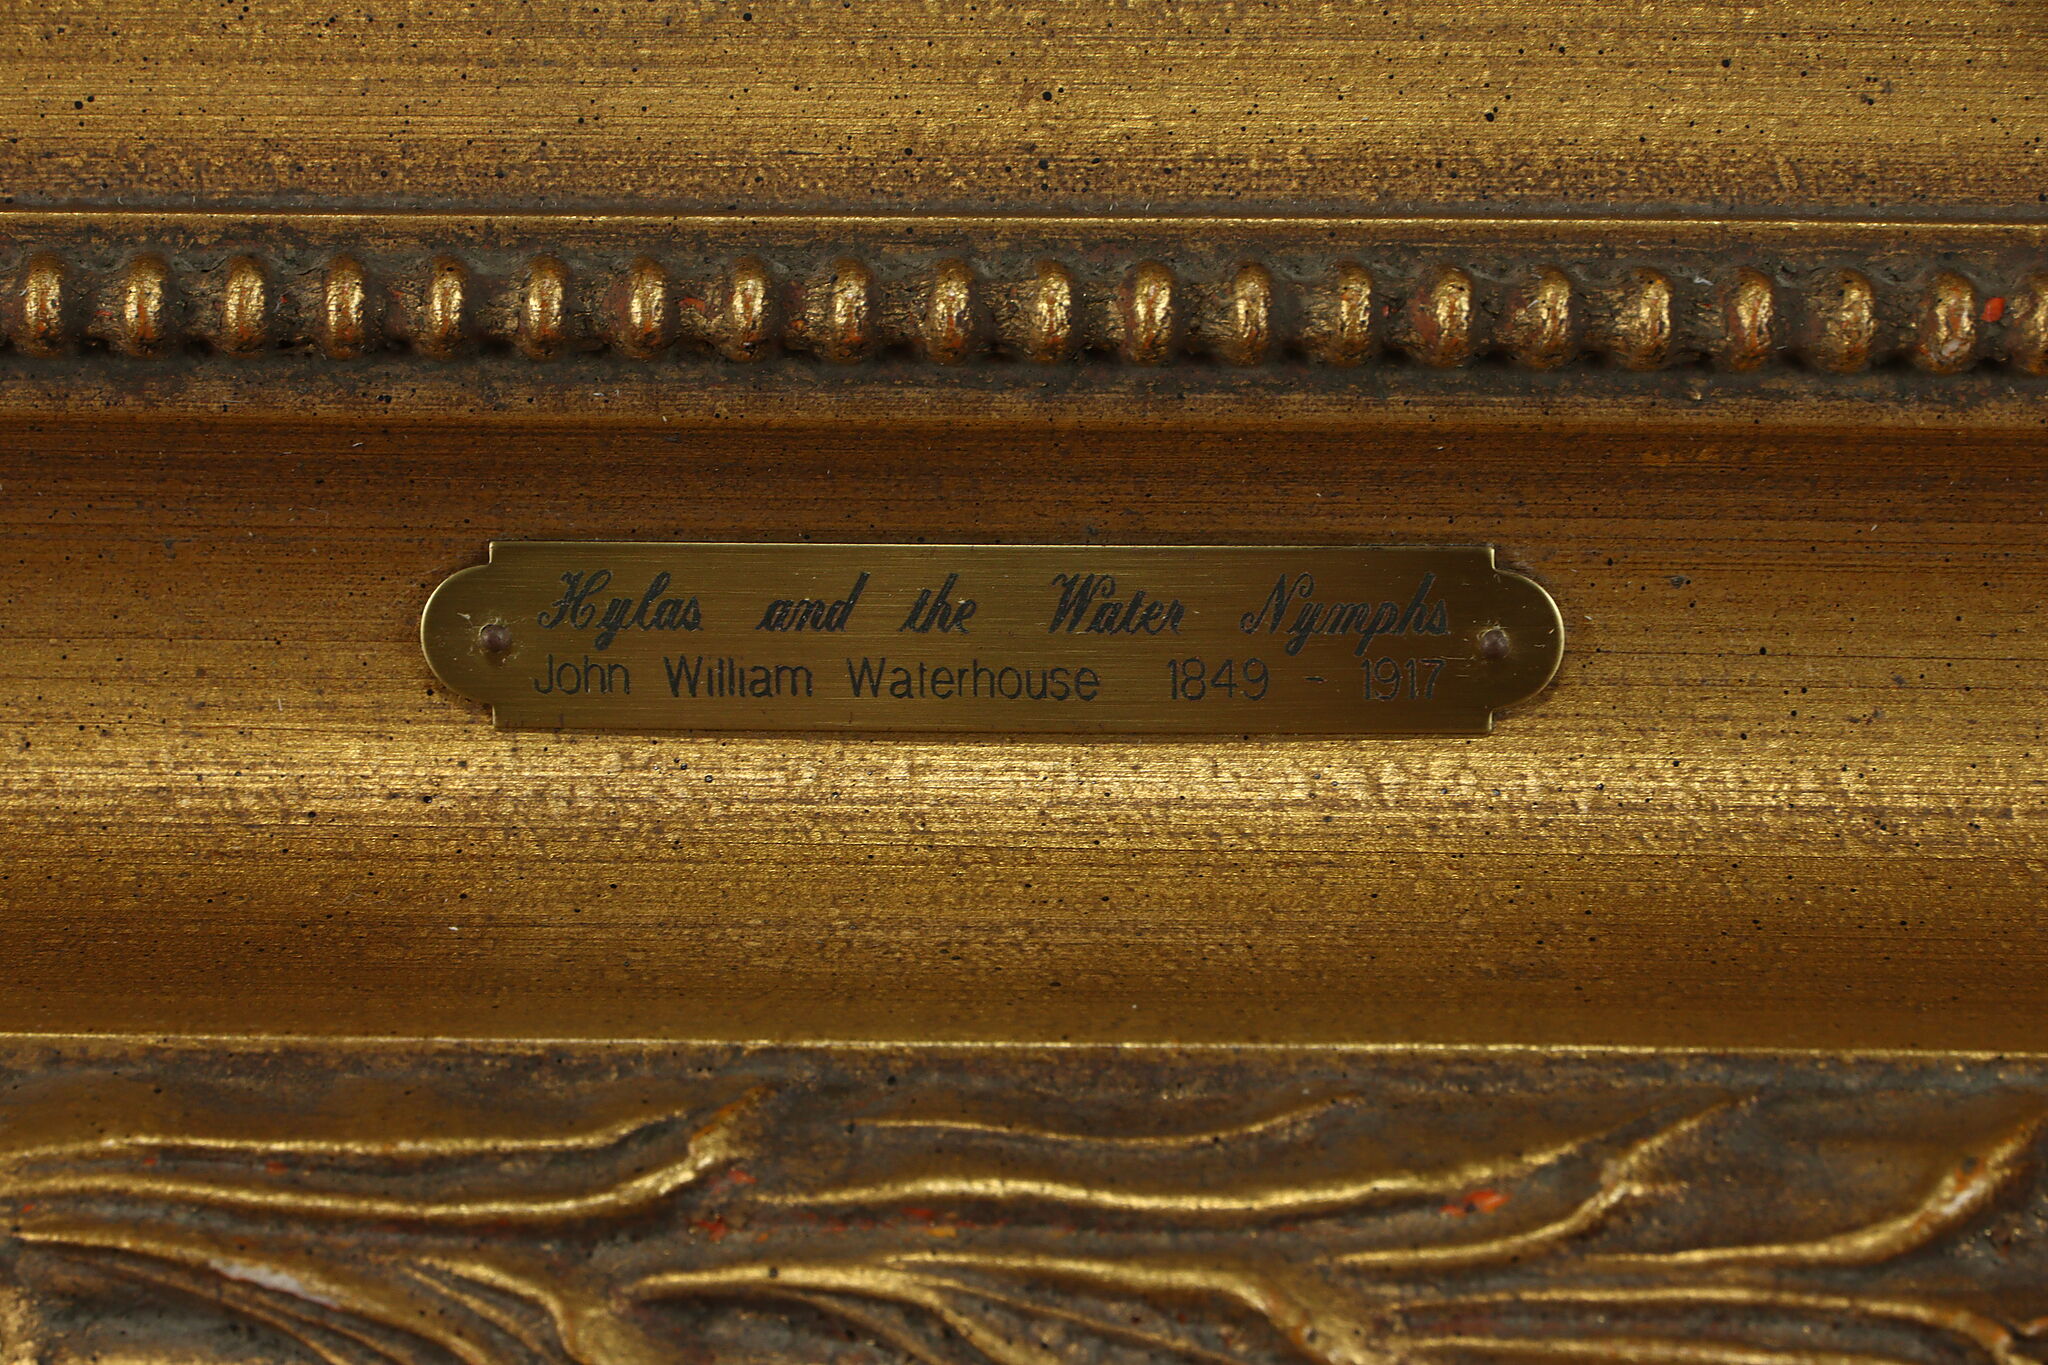 Hylas and the Water Nymphs
John William Waterhouse 1849 - 1917